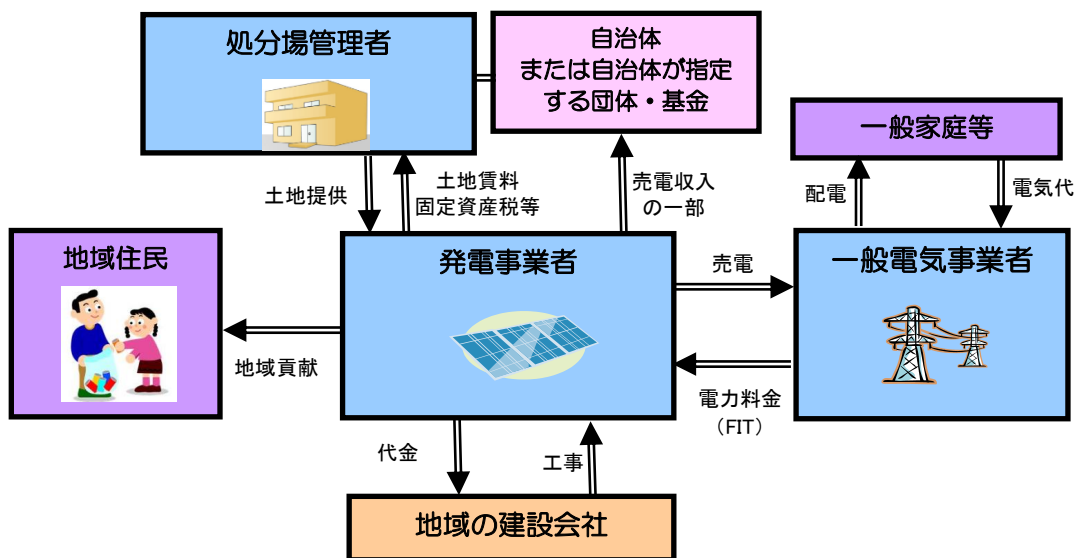 処分場管理者
自治体
または自治体が指定
する団体・基金
一般家庭等
土地提供
土地賃料
固定資産税等
売電収入
の一部
配電
電気代
地域住民
発電事業者
一般電気事業者
売電
地域貢献
電力料金
（FIT）
代金
工事
地域の建設会社